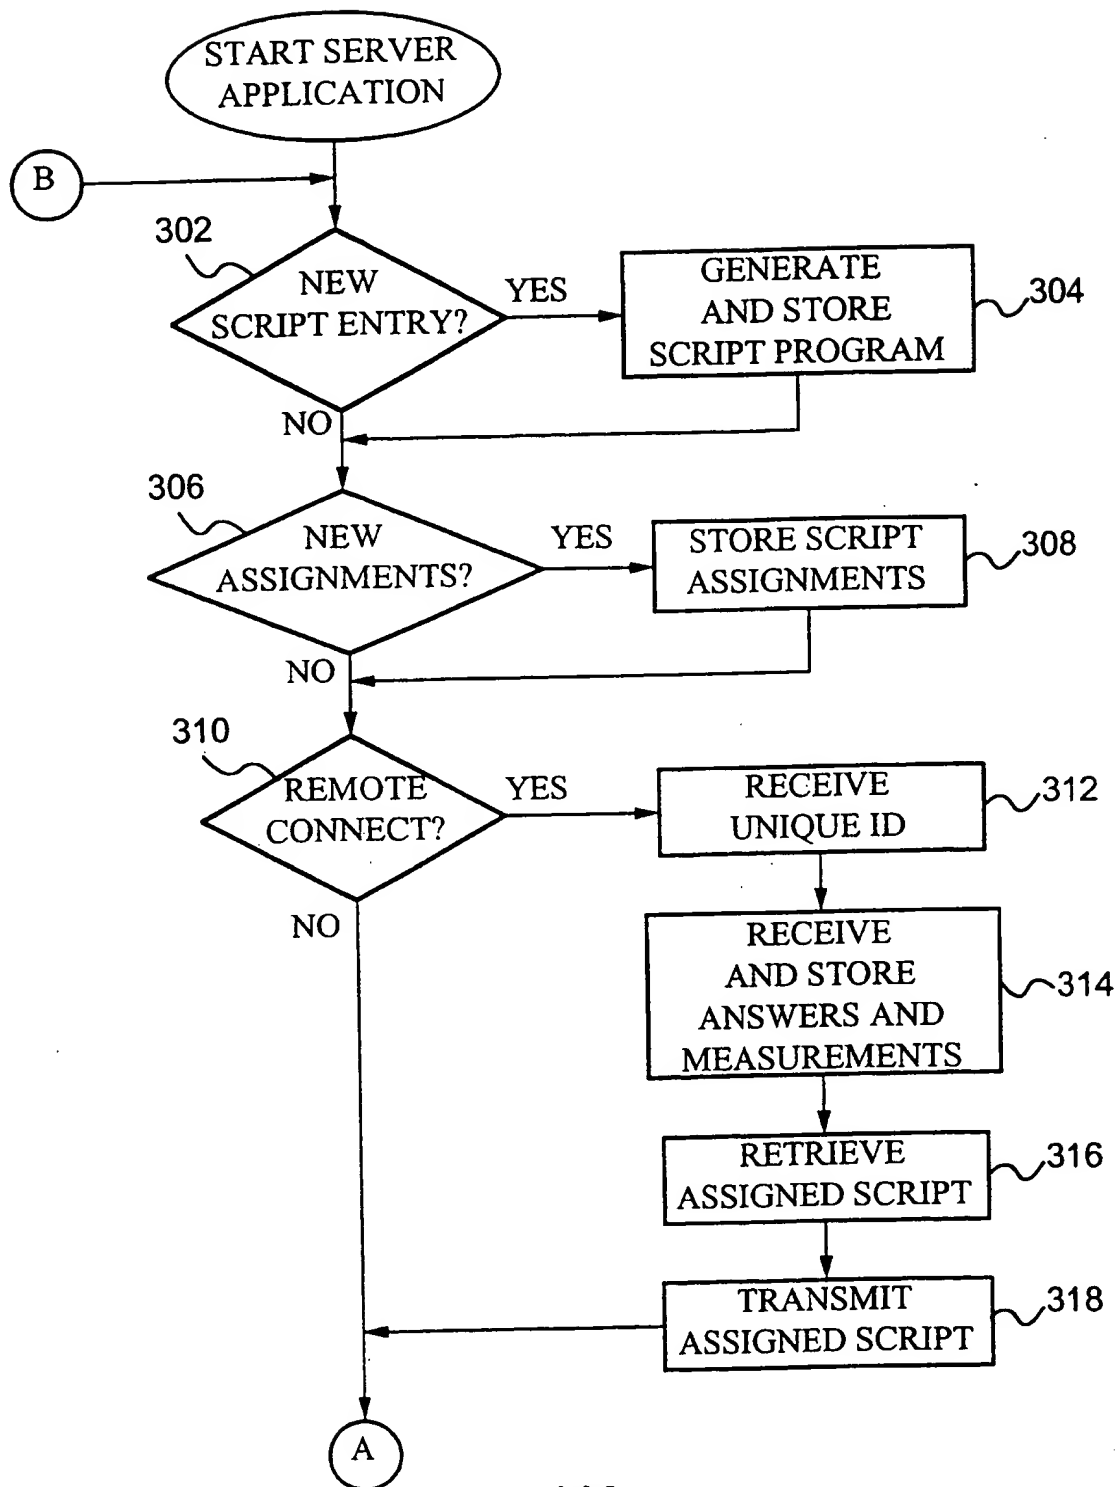 START SERVER
APPLICATION
B
302
NEW
SCRIPT ENTRY?
YES
GENERATE
AND STORE
SCRIPT PROGRAM
304
NO
306
NEW
ASSIGNMENTS?
YES
STORE SCRIPT
ASSIGNMENTS
308
NO
310
REMOTE
CONNECT?
YES
RECEIVE
UNIQUE ID
312
NO
RECEIVE
AND STORE
ANSWERS AND
MEASUREMENTS
314
RETRIEVE
ASSIGNED SCRIPT
316
TRANSMIT
ASSIGNED SCRIPT
318
A